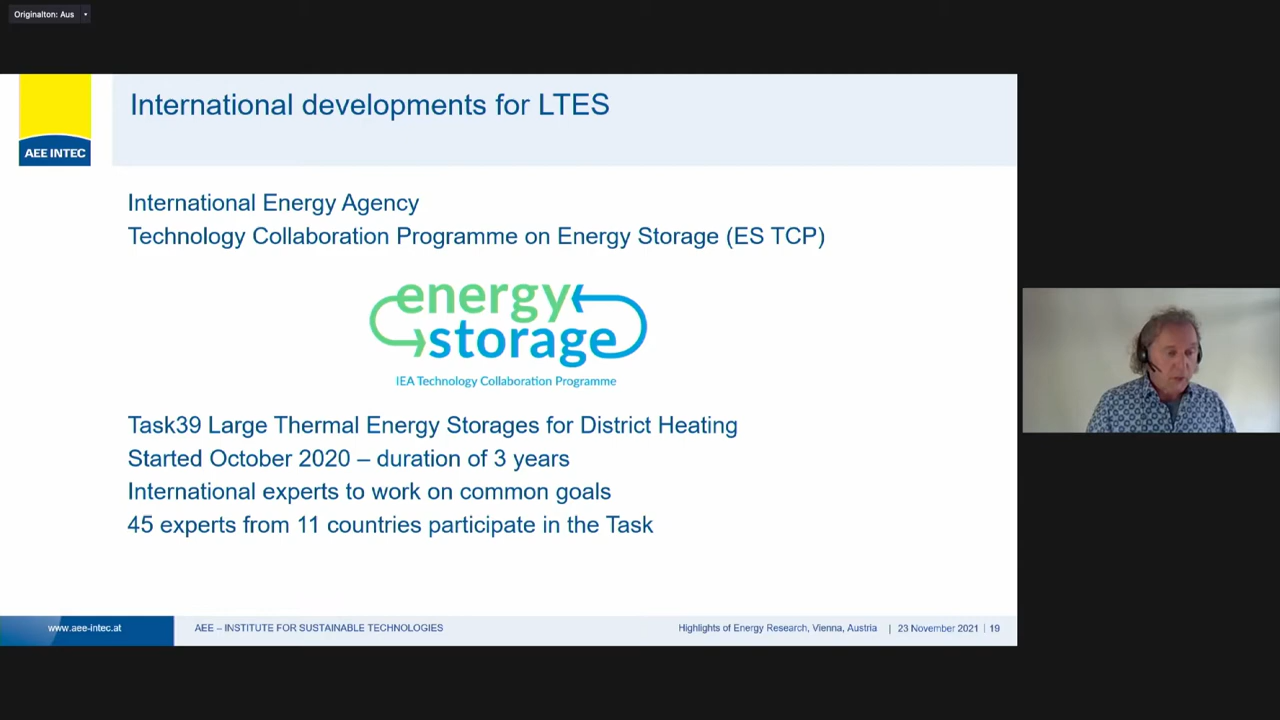 Originalton: Aus
AEE INTEC
International developments for LTES
International Energy Agency
Technology Collaboration Programme on Energy Storage (ES TCP)
energy
storage
IEA Technology Collaboration Programme
Task39 Large Thermal Energy Storages for District Heating
Started October 2020 – duration of 3 years
International experts to work on common goals
45 experts from 11 countries participate in the Task
www.aee-intec.at
AEE – INSTITUTE FOR SUSTAINABLE TECHNOLOGIES
Highlights of Energy Research, Vienna, Austria | 23 November 2021 | 19